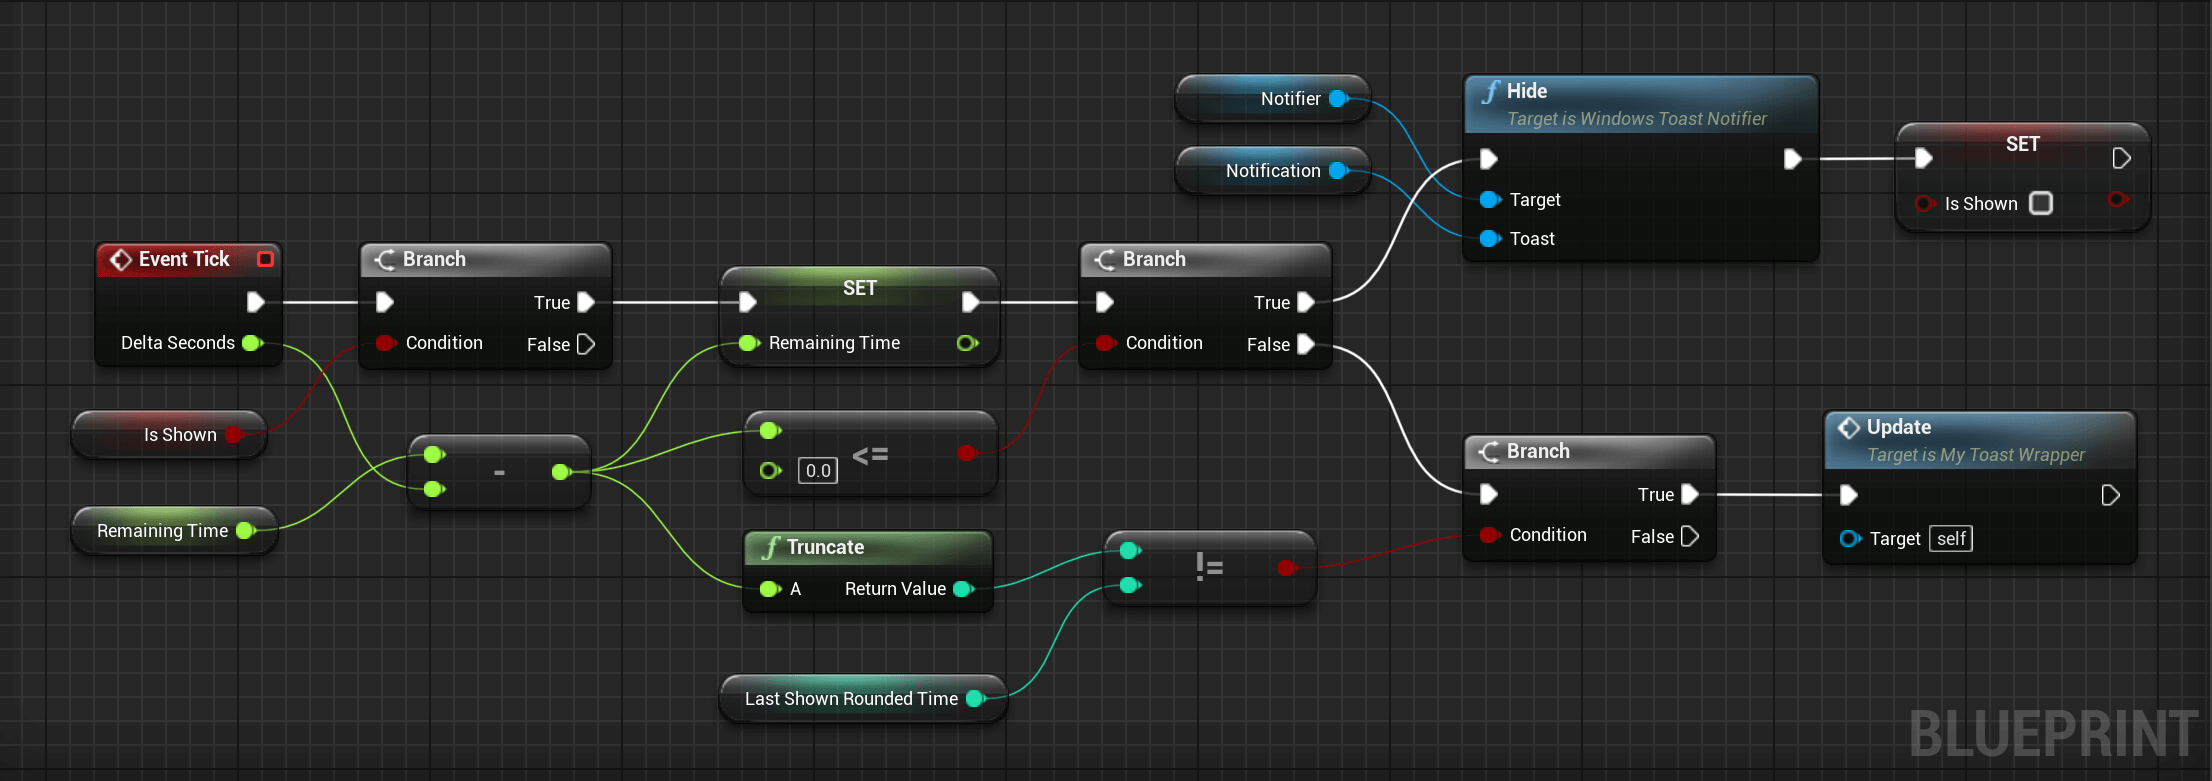 Notifier
Notification
Hide
Target is Windows Toast Notifier
Target
Toast
SET
Is Shown
Event Tick
Delta Seconds
Branch
True
Condition
False
SET
Remaining Time
Branch
True
Condition
False
Is Shown
Remaining Time
-
<=
0.0
Truncate
A Return Value
!=
Last Shown Rounded Time
Branch
True
Condition
False
Update
Target is My Toast Wrapper
Target self
BLUEPRINT